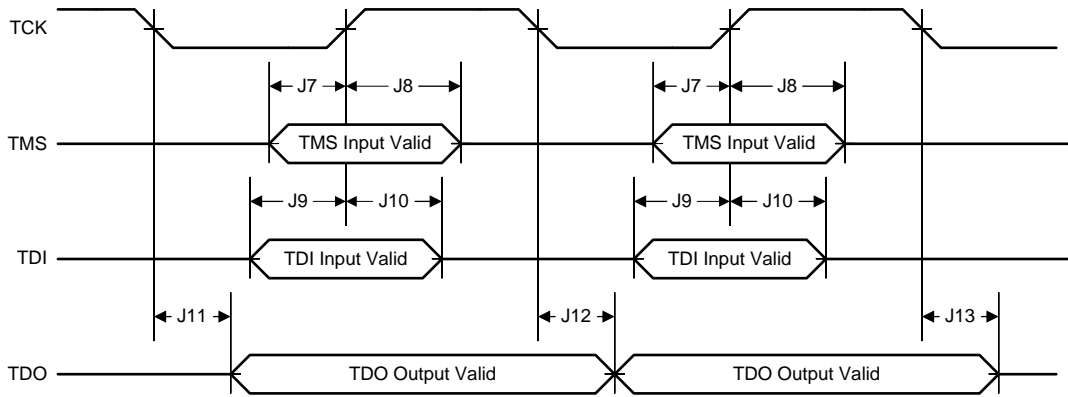 TCK
J7 J8 J7 J8
TMS TMS Input Valid TMS Input Valid
J9 J10 J9 J10
TDI TDI Input Valid TDI Input Valid
J11 J12 J13
TDO TDO Output Valid TDO Output Valid